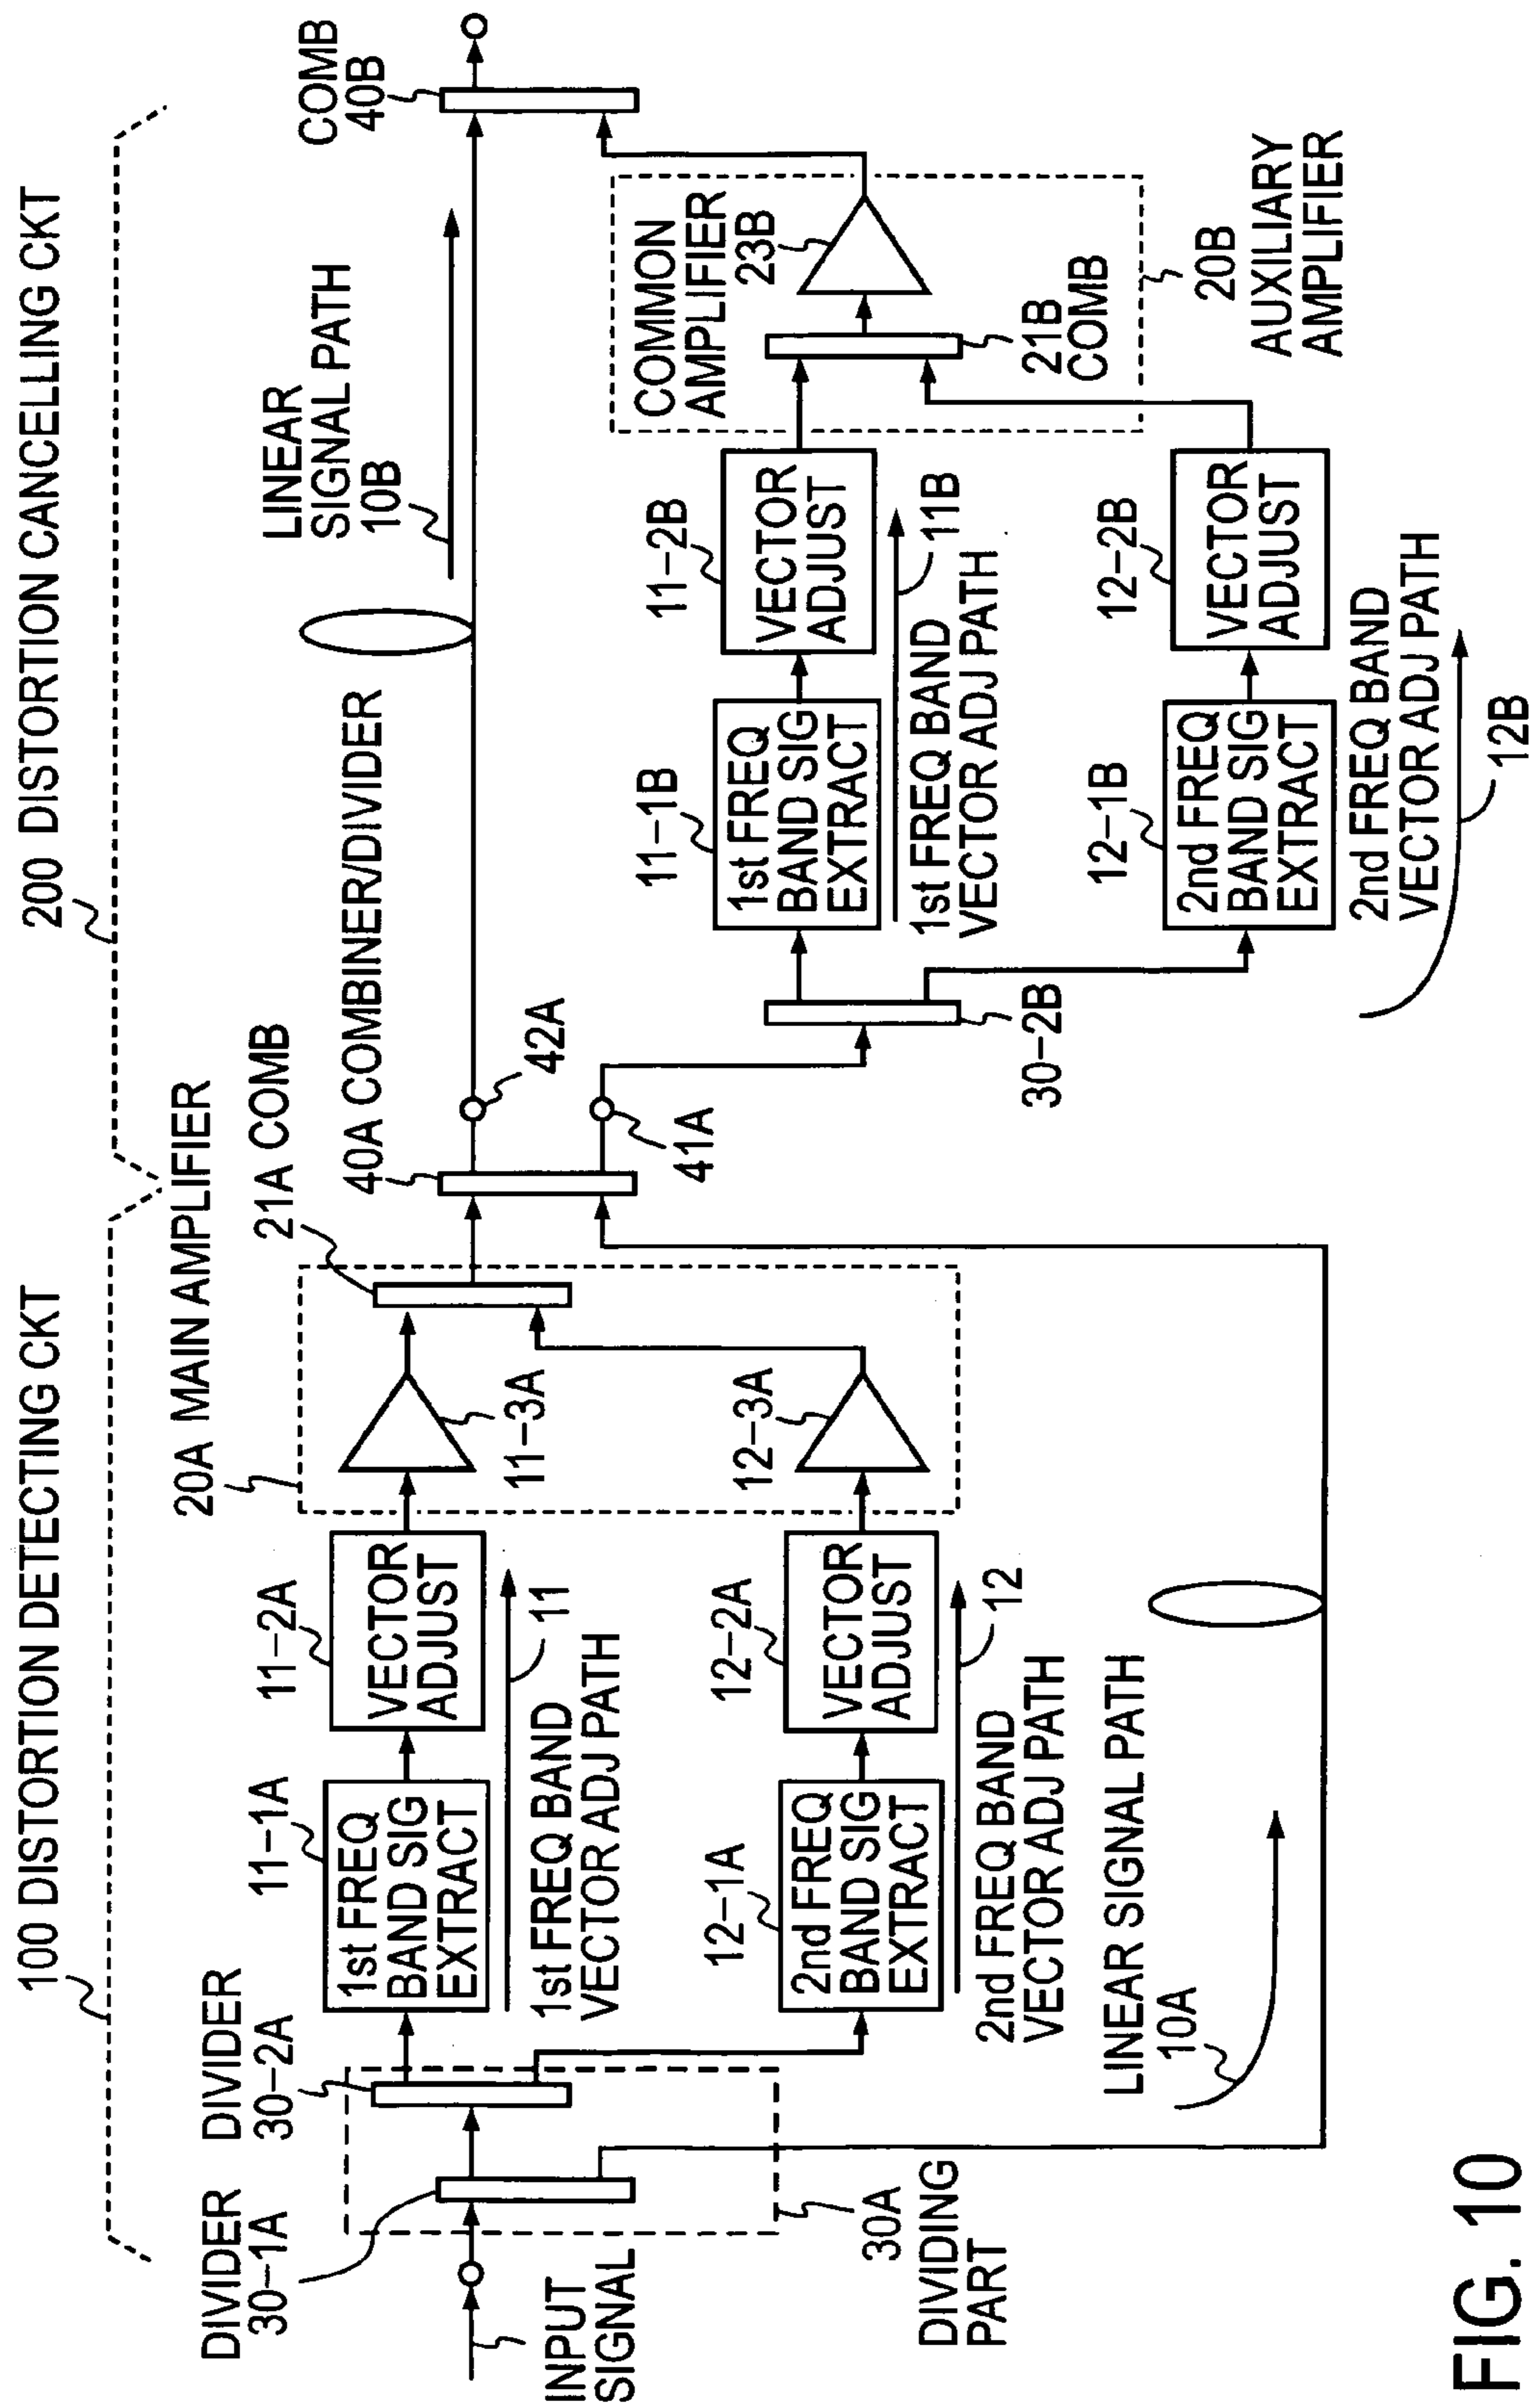 100 DISTORTION DETECTING CKT
200 DISTORTION CANCELLING CKT
DIVIDER
30-1A
DIVIDER
30-2A
11-1A
11-2A
20A MAIN AMPLIFIER
21A COMB
40A COMBINER/DIVIDER
LINEAR
SIGNAL PATH
10B
COMB
40B
INPUT
SIGNAL
1st FREQ
BAND SIG
EXTRACT
VECTOR
ADJUST
11-3A
1st FREQ BAND
VECTOR ADJ PATH
11
42A
41A
30A
DIVIDING
PART
12-1A
12-2A
12-3A
2nd FREQ
BAND SIG
EXTRACT
VECTOR
ADJUST
2nd FREQ BAND
VECTOR ADJ PATH
12
LINEAR SIGNAL PATH
10A
11-1B
11-2B
COMMON
AMPLIFIER
23B
1st FREQ
BAND SIG
EXTRACT
VECTOR
ADJUST
1st FREQ BAND
VECTOR ADJ PATH
11B
21B
COMB
30-2B
12-1B
12-2B
20B
AUXILIARY
AMPLIFIER
2nd FREQ
BAND SIG
EXTRACT
VECTOR
ADJUST
2nd FREQ BAND
VECTOR ADJ PATH
12B
FIG. 10